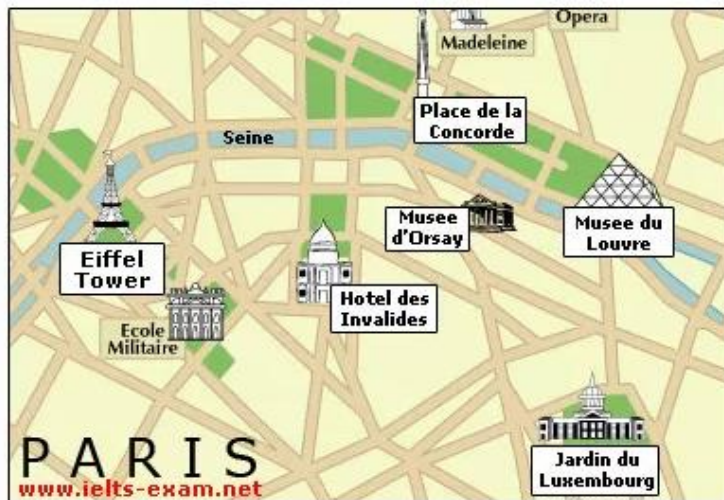 Opera
Madeleine
Place de la
Concorde
Seine
Musee
d'Orsay
Musee du
Louvre
Eiffel
Tower
Hotel des
Invalides
Ecole
Militaire
Jardin du
Luxembourg
PARIS
www.ielts-exam.net